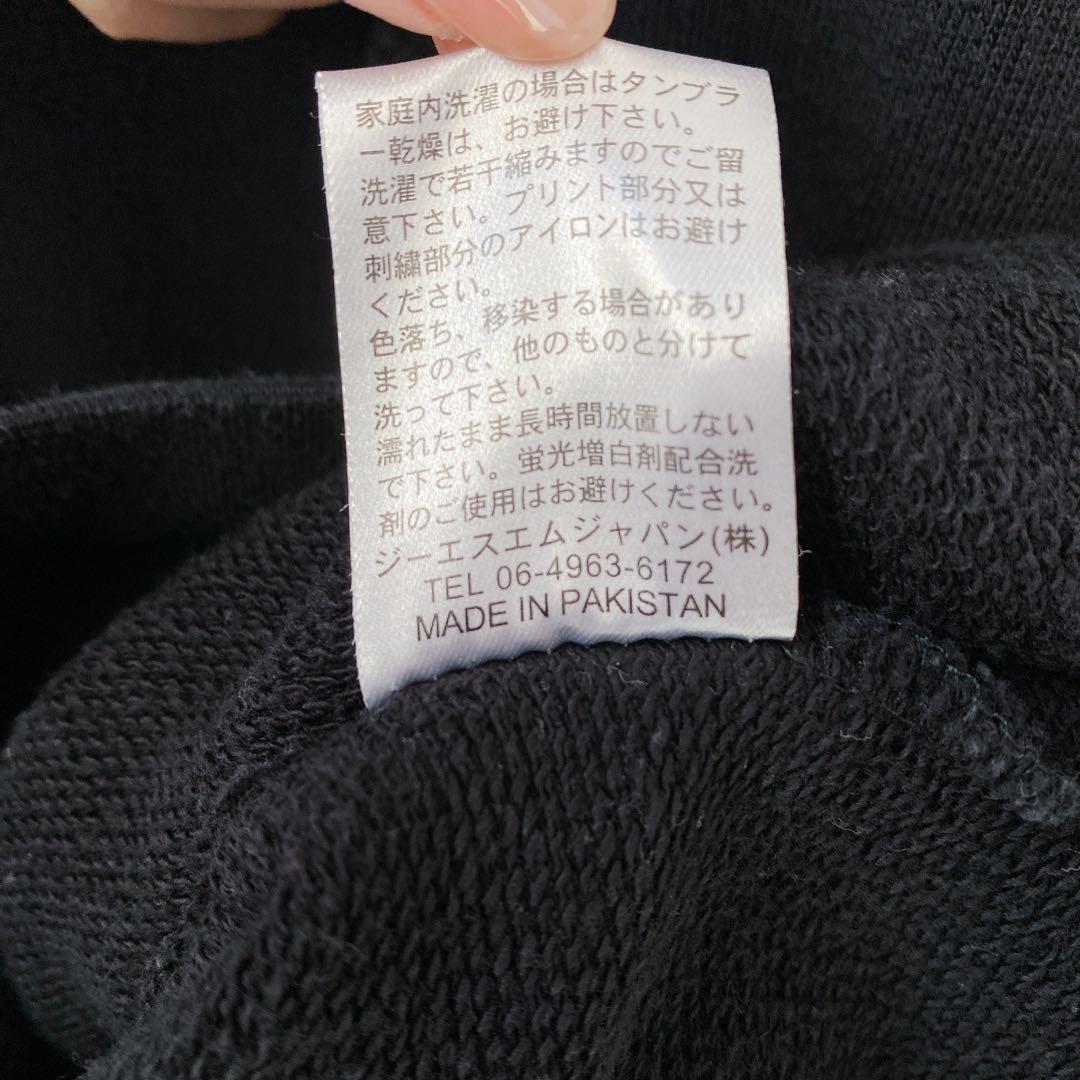 家庭内洗濯の場合はタンブラ
ー乾燥は、お避け下さい。
洗濯で若干縮みますのでご留
意下さい。プリント部分又は
刺繍部分のアイロンはお避け
ください。
色落ち、移染する場合があり
ますので、他のものと分けて
洗って下さい。
濡れたまま長時間放置しない
で下さい。蛍光増白剤配合洗
剤のご使用はお避けください。
ジーエスエムジャパン(株)
TEL 06-4963-6172
MADE IN PAKISTAN